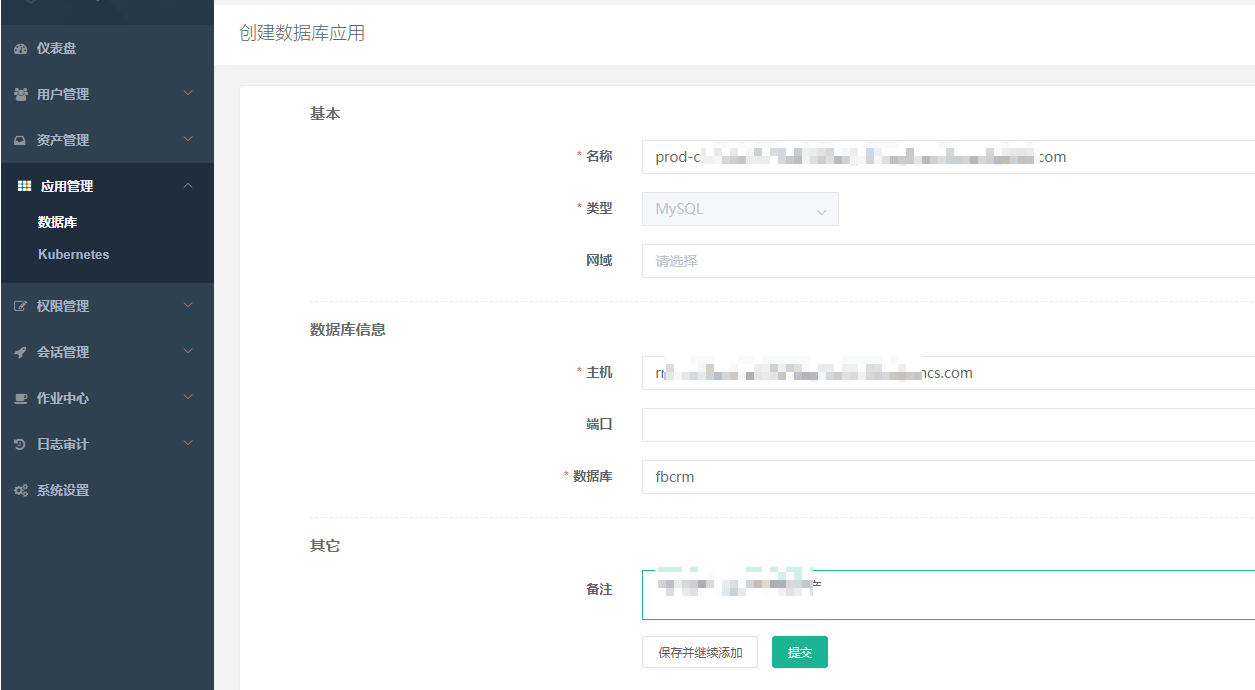 创建数据库应用
仪表盘
用户管理
资产管理
应用管理
数据库
Kubernetes
权限管理
会话管理
作业中心
日志审计
系统设置
基本
* 名称 prod-c com
* 类型 MySQL
网域 请选择
数据库信息
* 主机 cs.com
端口
* 数据库 fbcrm
其它
备注
保存并继续添加 提交